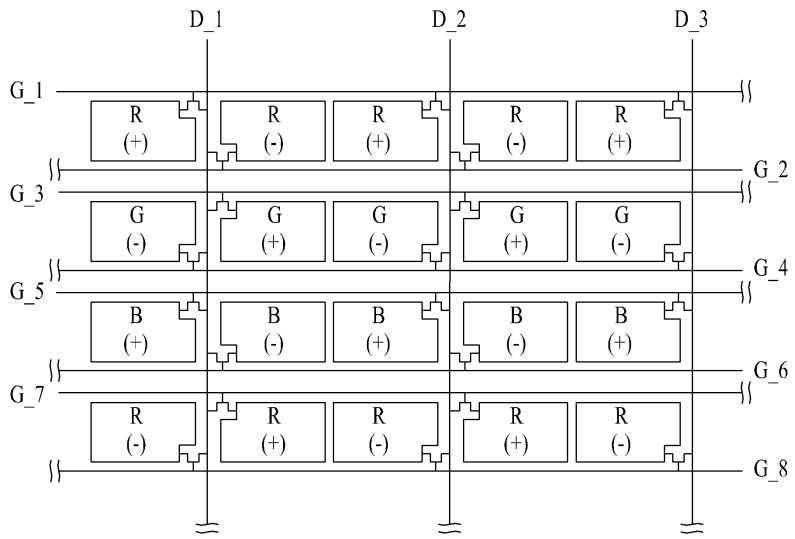 D_1 D_2 D_3
G_1
R R R R R
(+) (-) (+) (-) (+)
G_2
G_3
G G G G G
(-) (+) (-) (+) (-)
G_4
G_5
B B B B B
(+) (-) (+) (-) (+)
G_6
G_7
R R R R R
(-) (+) (-) (+) (-)
G_8